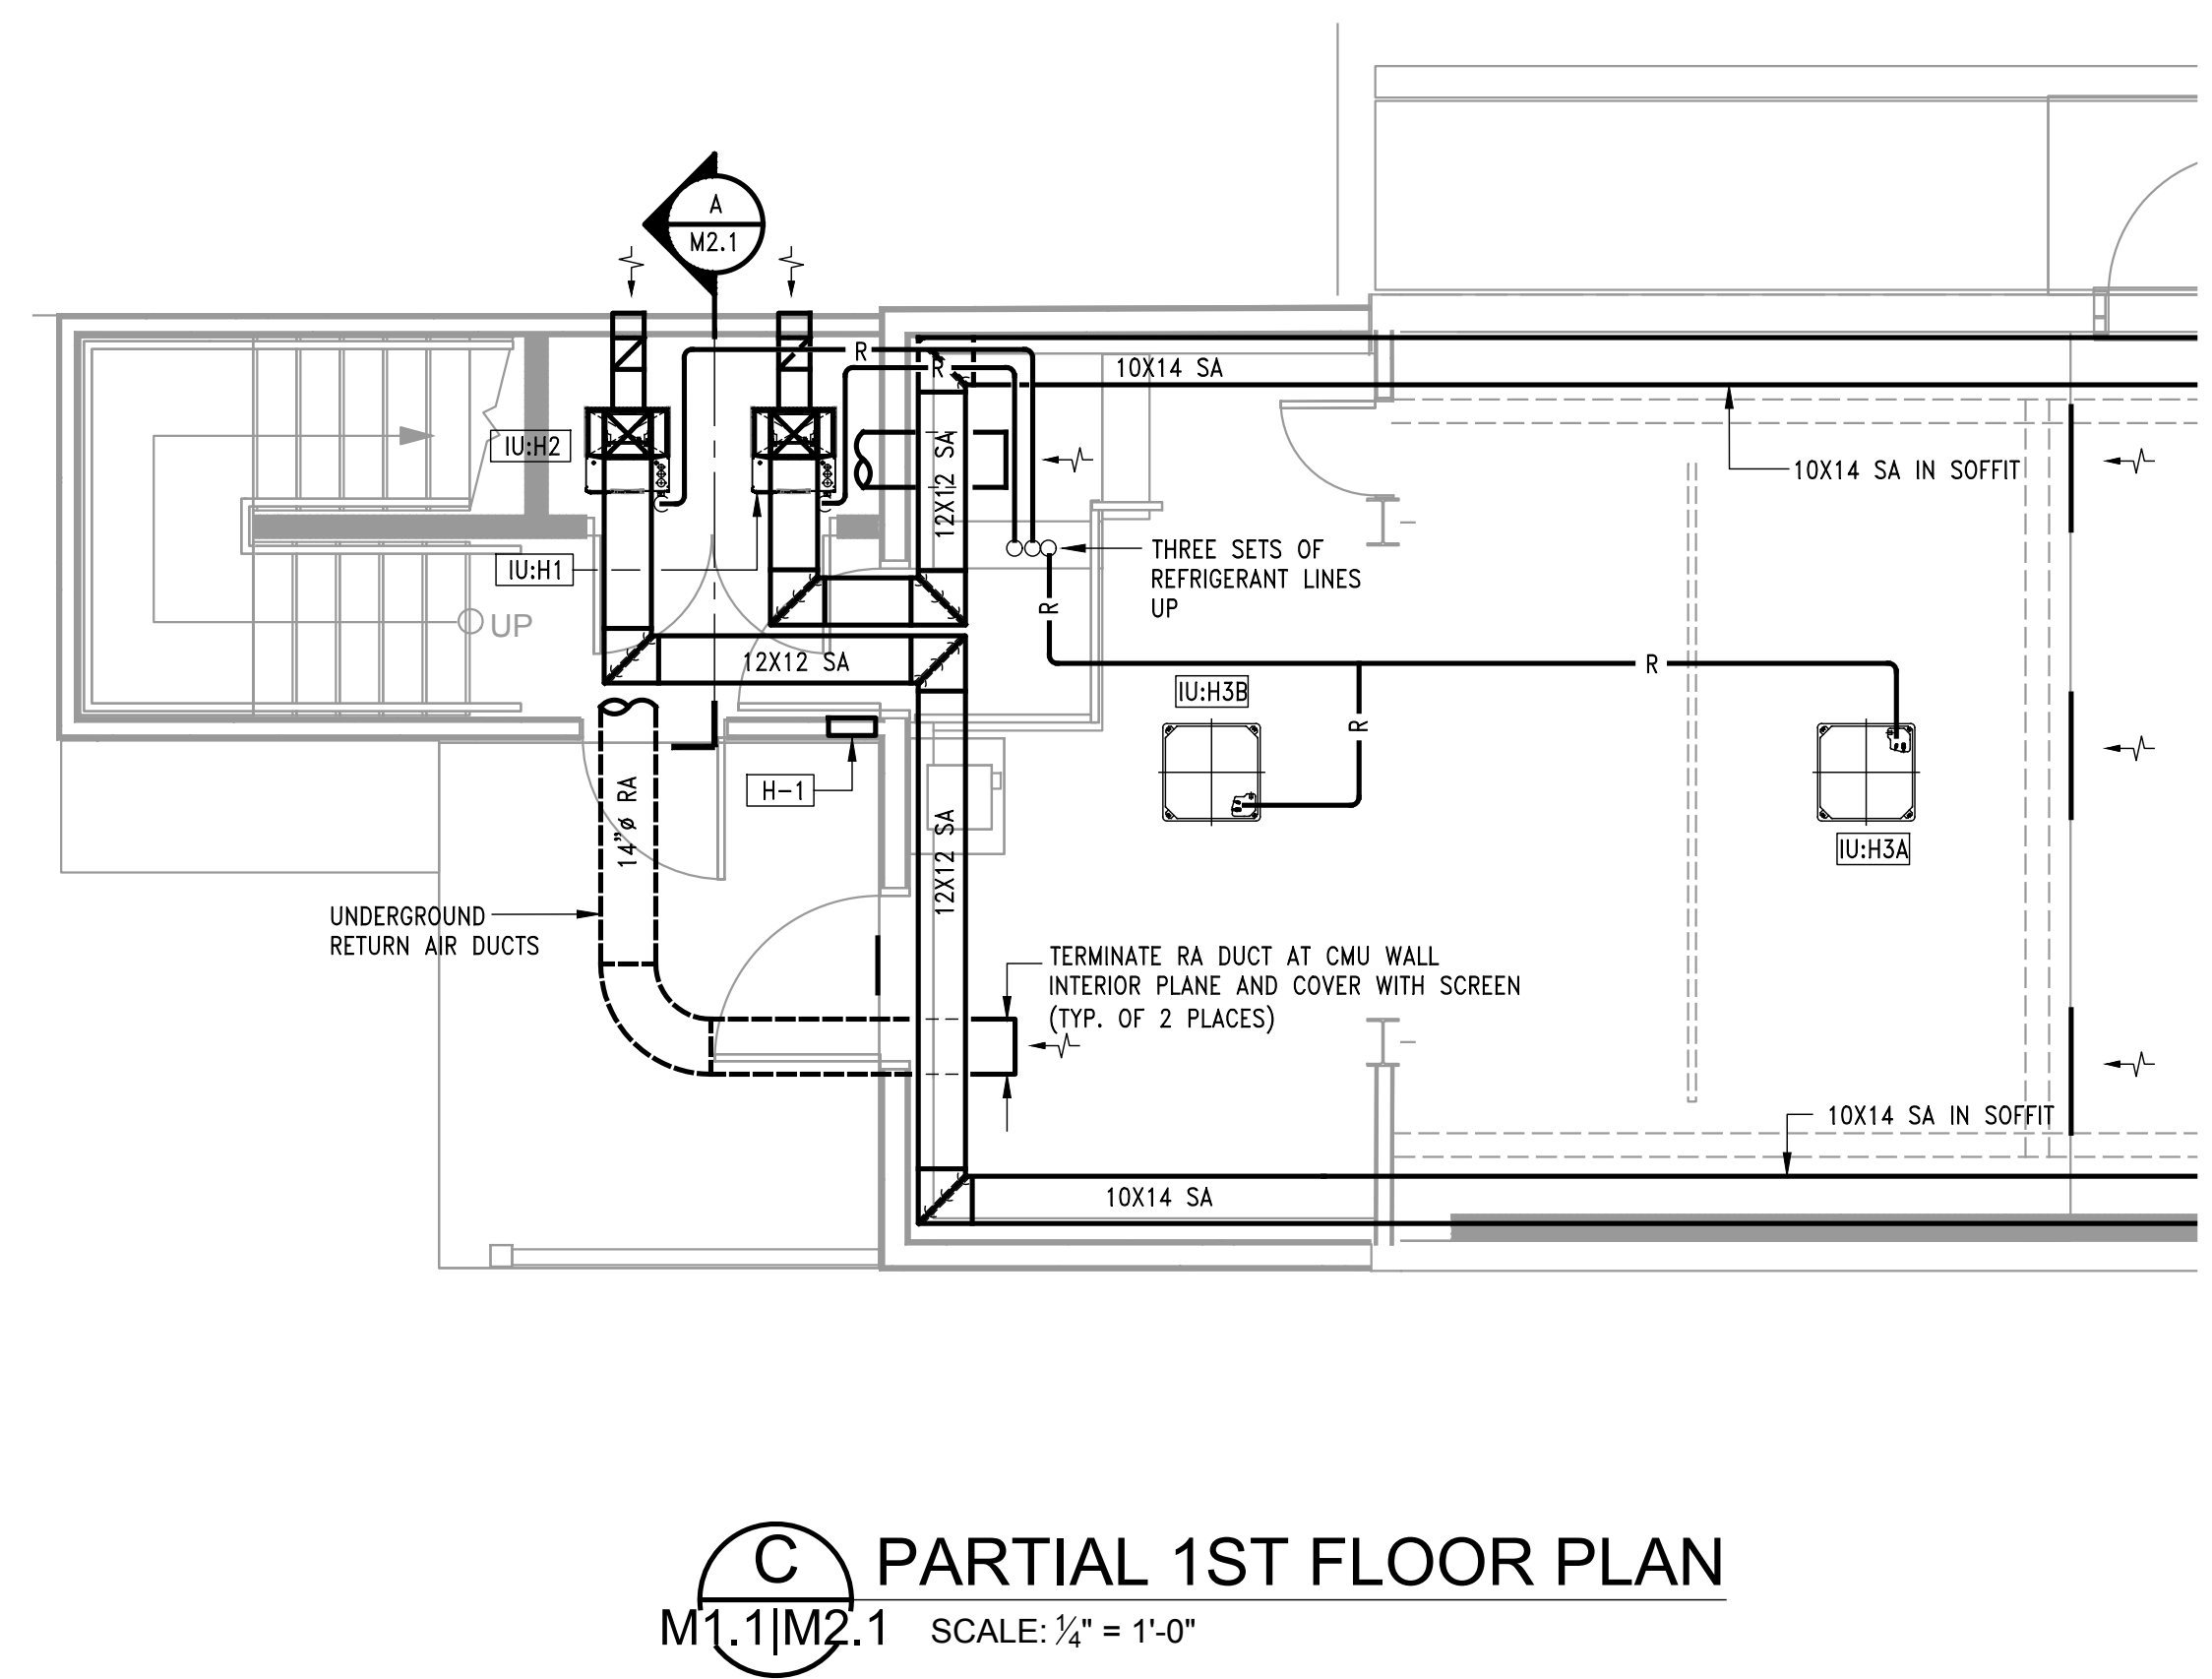 A
M2.1
R
R
10X14 SA
IU:H2
12X12 SA
10X14 SA IN SOFFIT
IU:H1
THREE SETS OF
REFRIGERANT LINES
UP
UP
R
12X12 SA
R
IU:H3B
R
H-1
14"ø RA
12X12 SA
IU:H3A
UNDERGROUND
RETURN AIR DUCTS
TERMINATE RA DUCT AT CMU WALL
INTERIOR PLANE AND COVER WITH SCREEN
(TYP. OF 2 PLACES)
10X14 SA IN SOFFIT
10X14 SA
C
M1.1|M2.1
PARTIAL 1ST FLOOR PLAN
SCALE: ¼" = 1'-0"